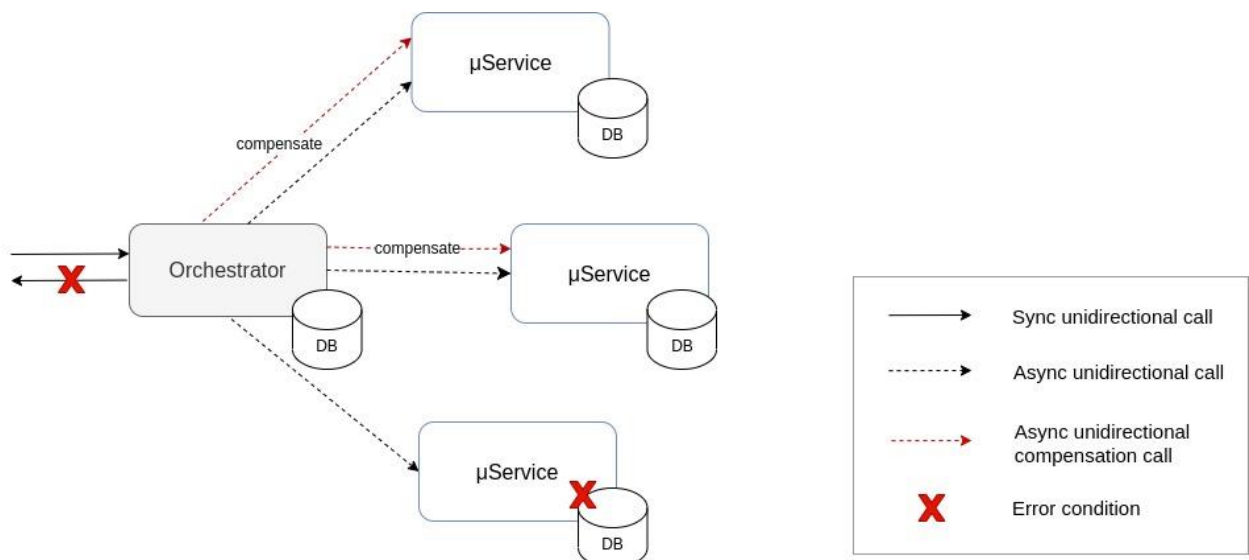 μService
DB
compensate
Orchestrator
DB
compensate
μService
DB
μService
DB
Sync unidirectional call
Async unidirectional call
Async unidirectional
compensation call
Error condition